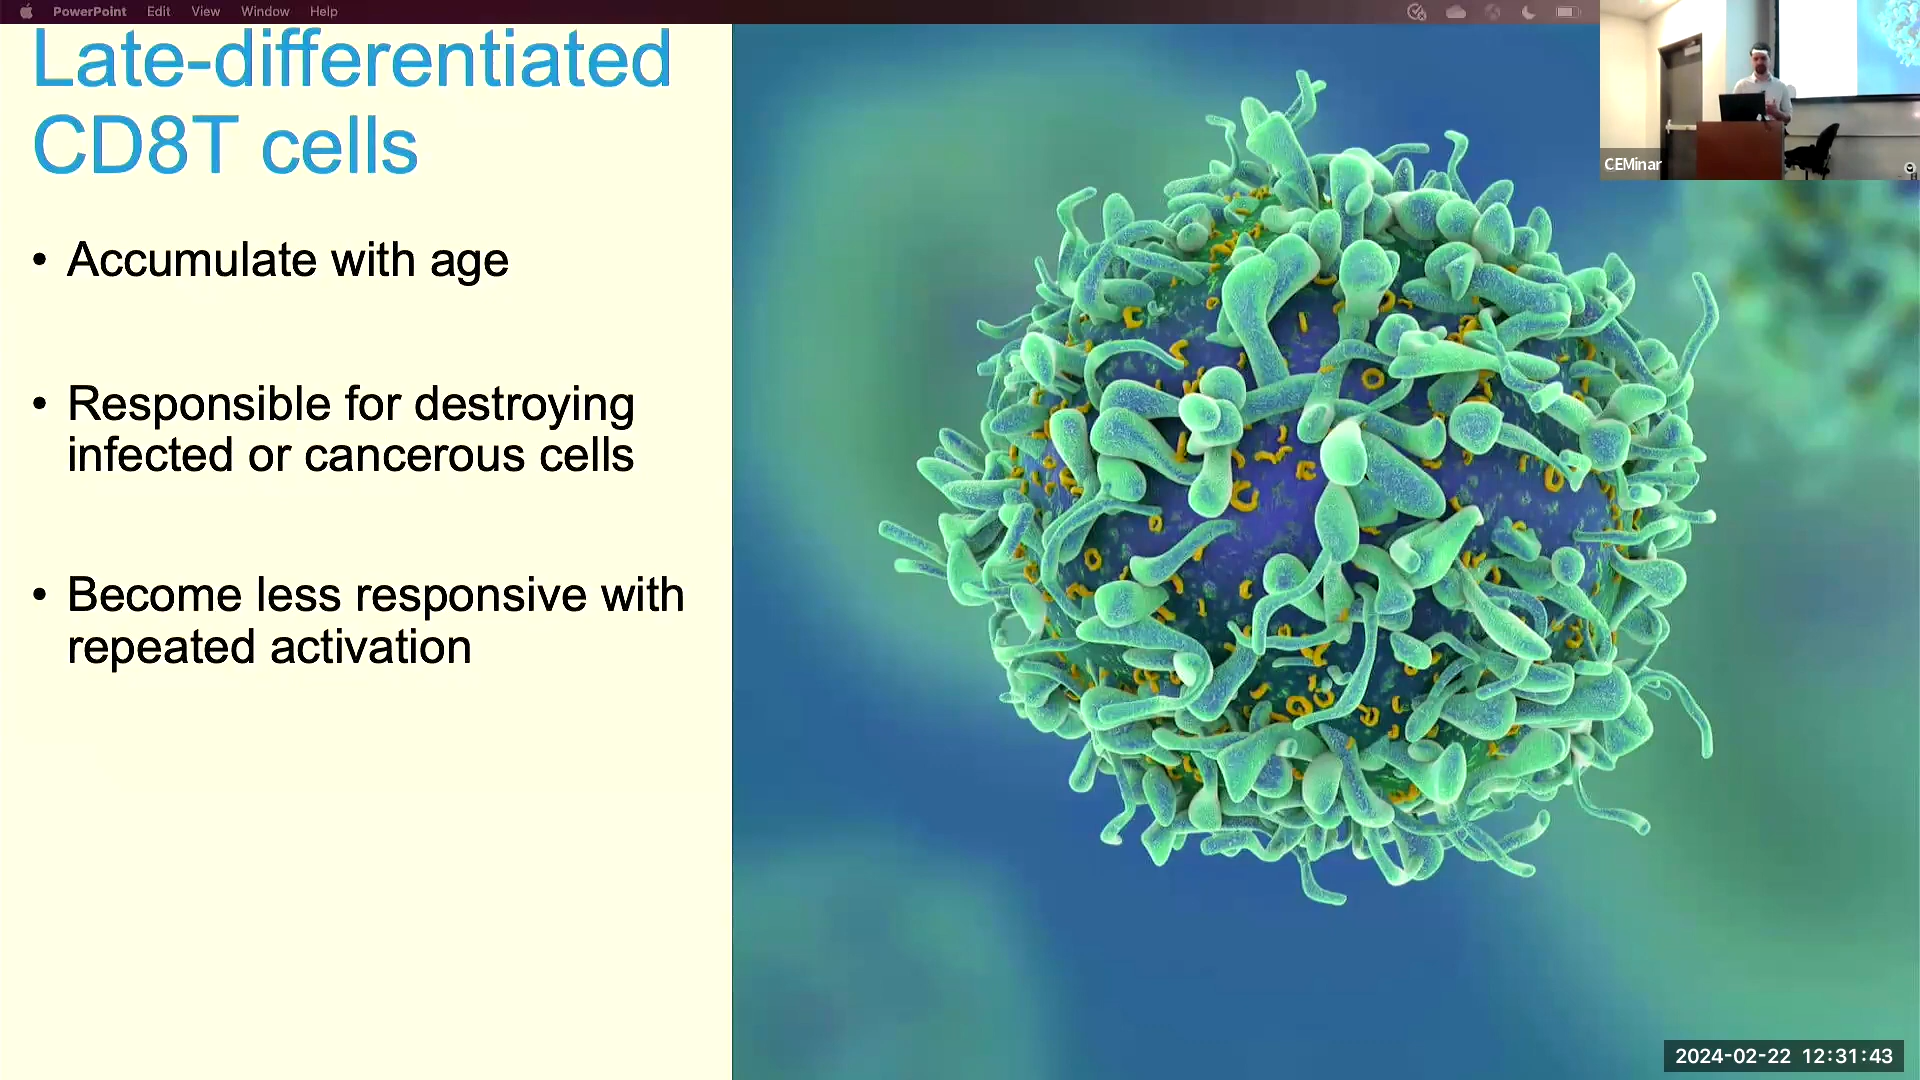 PowerPoint Edit View Window Help
Late-differentiated
CD8T cells
• Accumulate with age
• Responsible for destroying
infected or cancerous cells
• Become less responsive with
repeated activation
CEMinar
2024-02-22 12:31:43